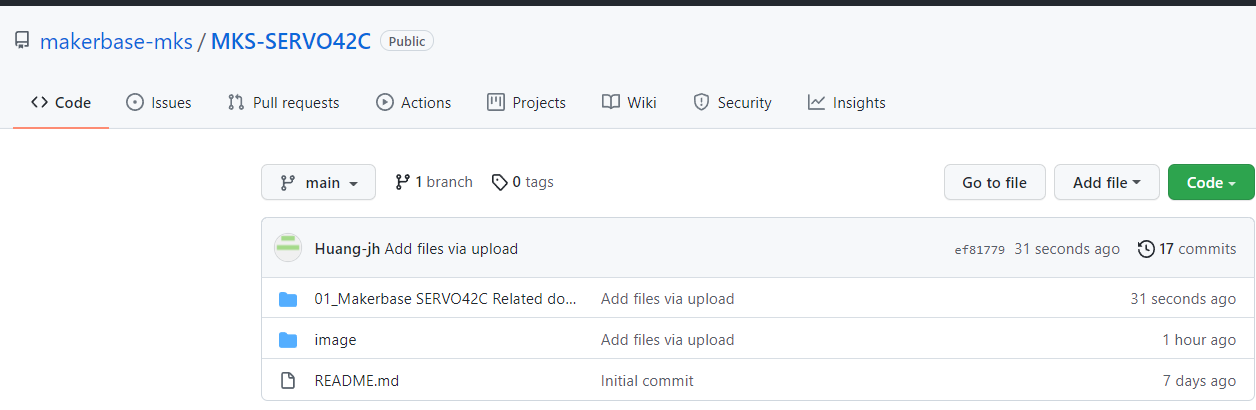 makerbase-mks / MKS-SERVO42C Public
Code Issues Pull requests Actions Projects Wiki Security Insights
main 1 branch 0 tags Go to file Add file Code
Huang-jh Add files via upload ef81779 31 seconds ago 17 commits
01_Makerbase SERVO42C Related do... Add files via upload 31 seconds ago
image Add files via upload 1 hour ago
README.md Initial commit 7 days ago